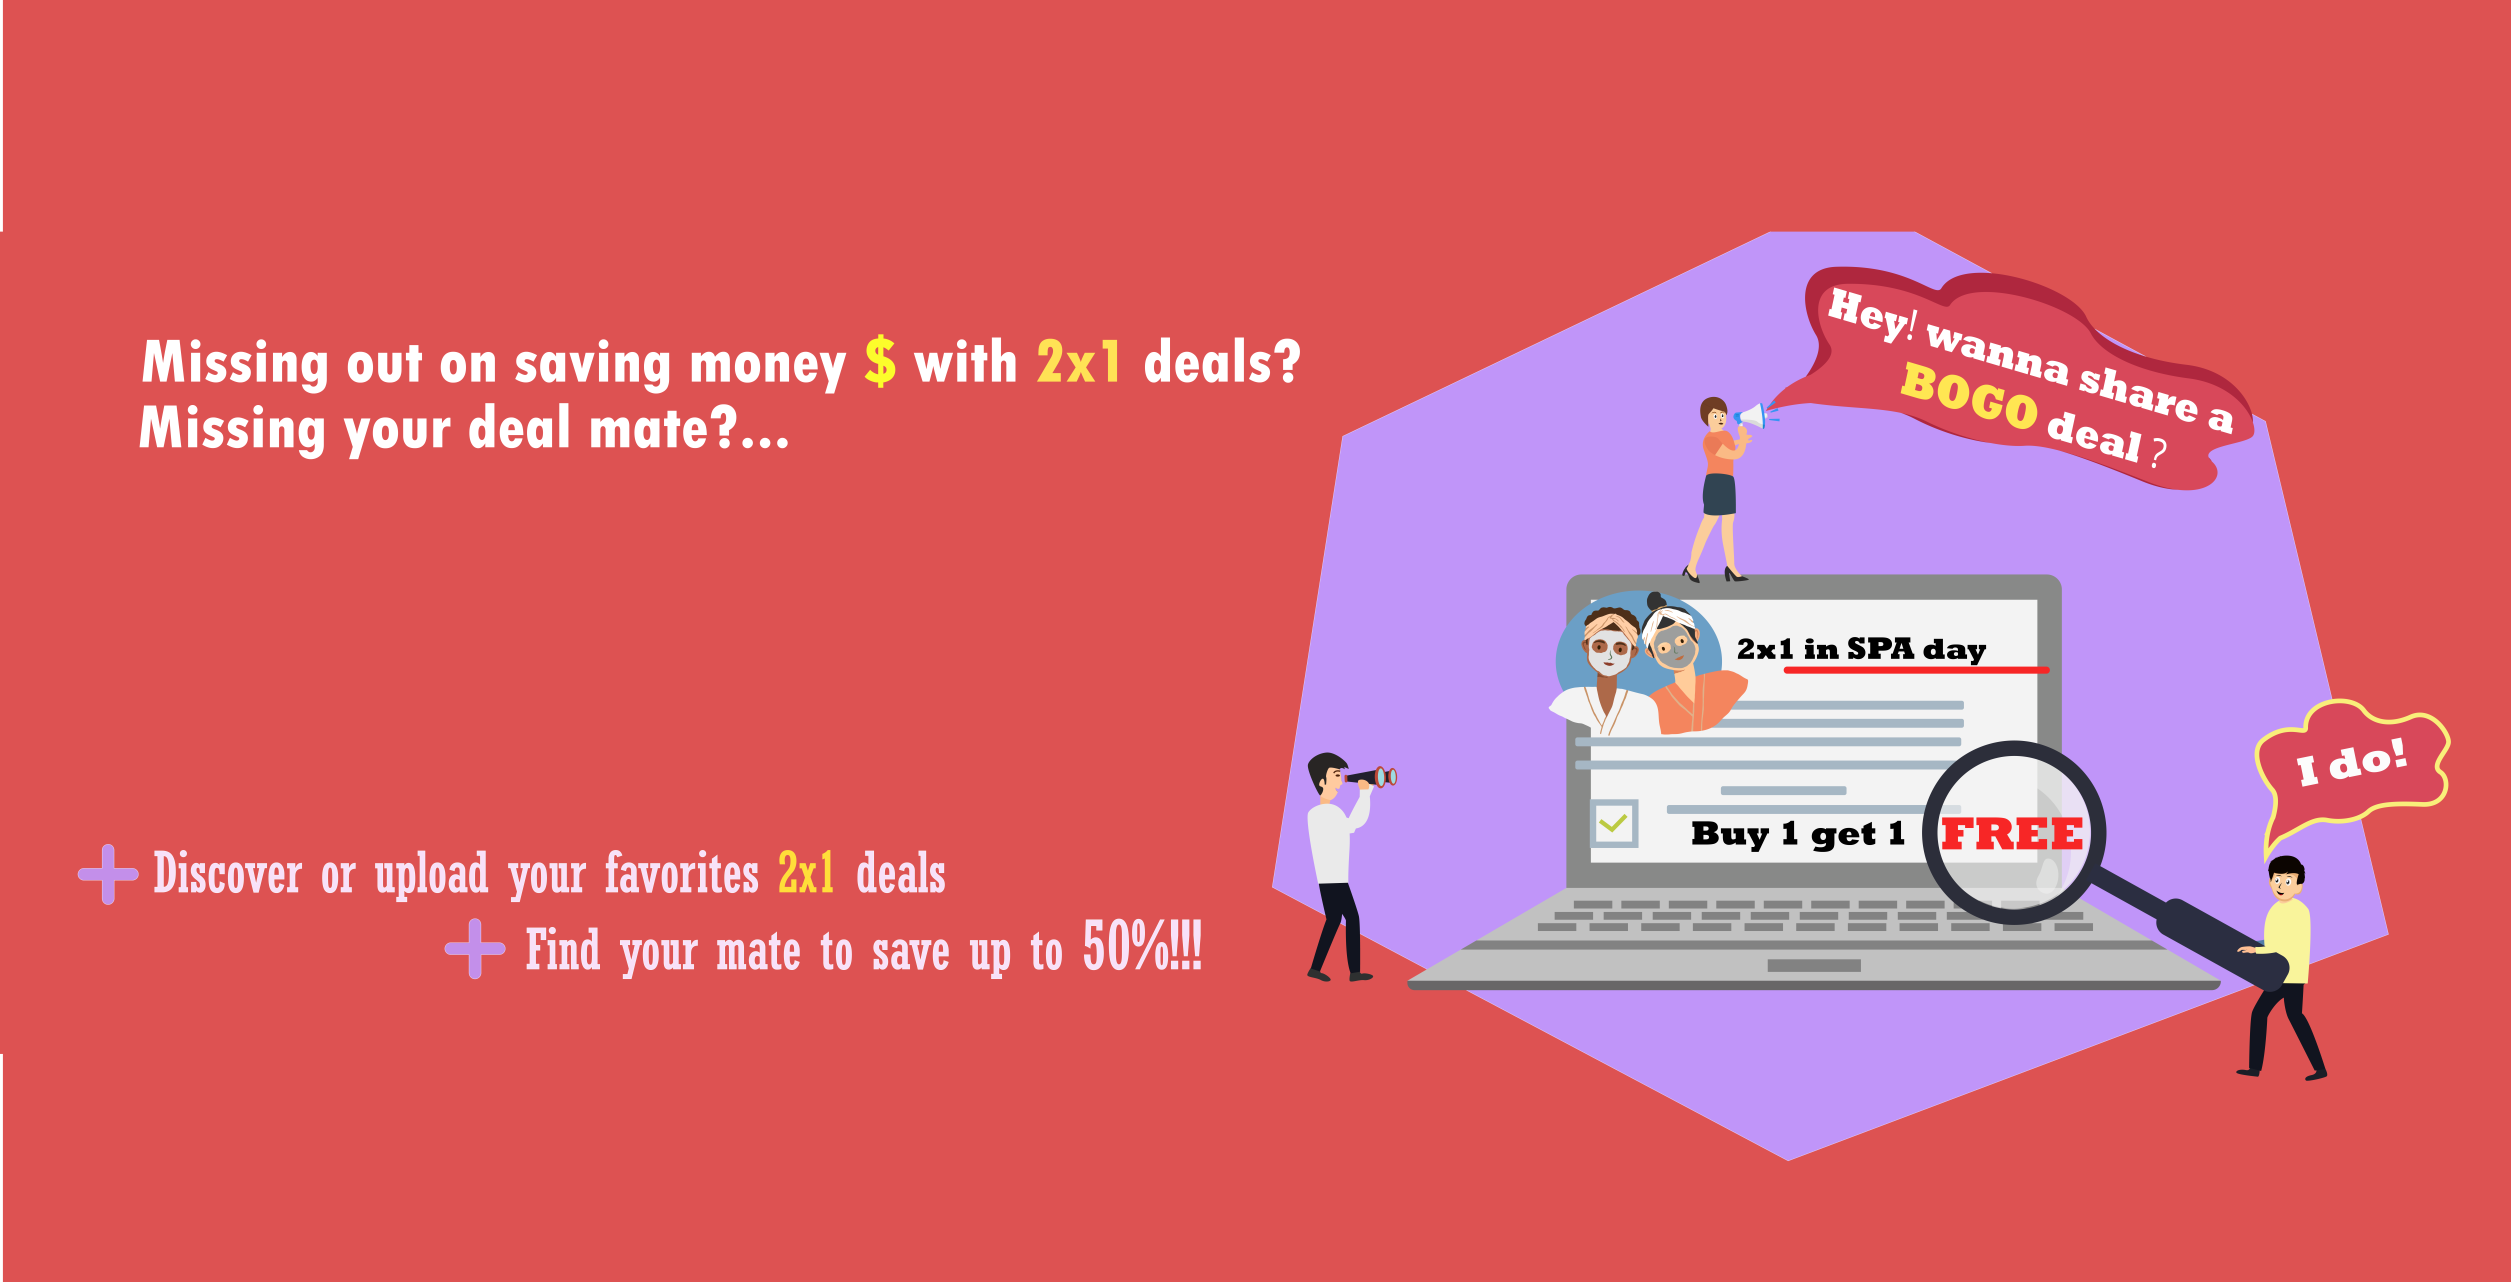 Missing out on saving money $ with 2x1 deals?
Missing your deal mate?...
+ Discover or upload your favorites 2x1 deals
+ Find your mate to save up to 50%!!!
Hey! wanna share a
BOGO deal ?
2x1 in SPA day
Buy 1 get 1 FREE
I do!